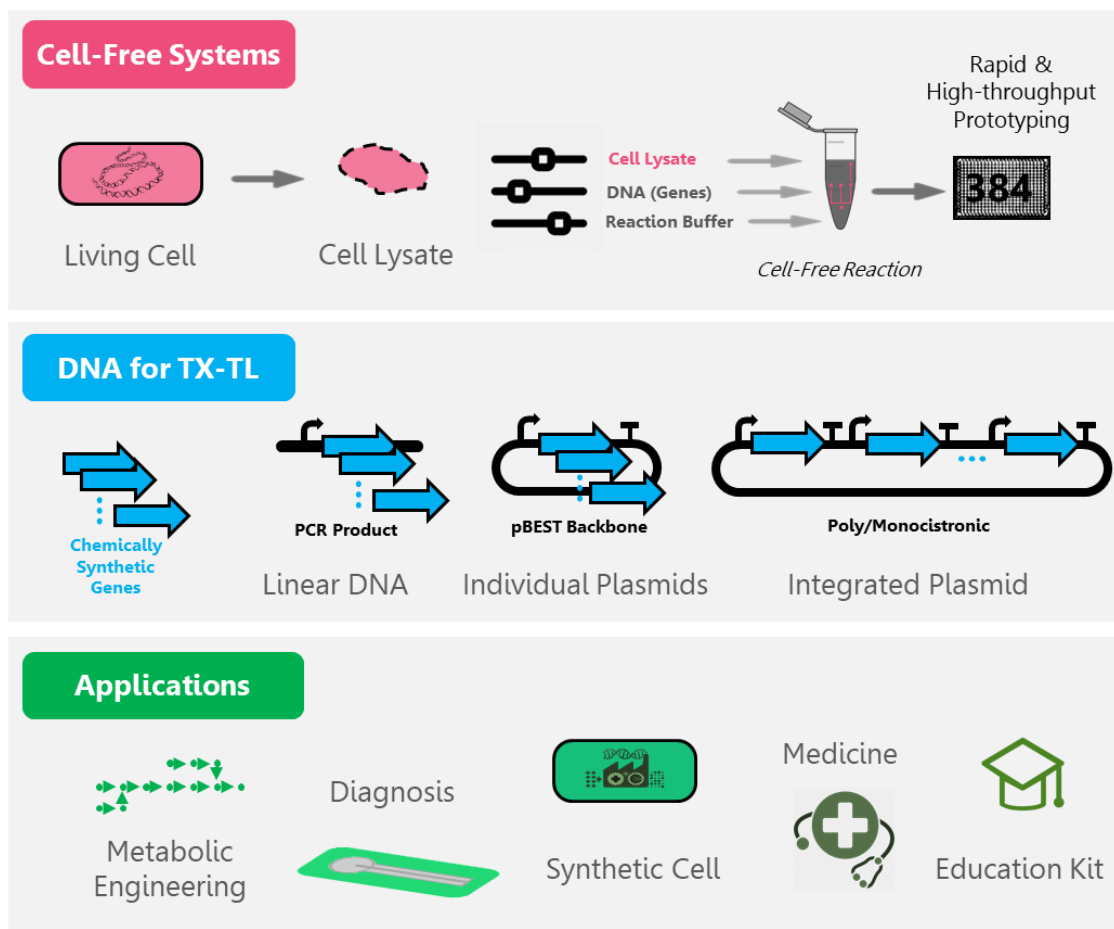 Cell-Free Systems
Living Cell
Cell Lysate
Cell Lysate
DNA (Genes)
Reaction Buffer
Cell-Free Reaction
Rapid &
High-throughput
Prototyping
384
DNA for TX-TL
Chemically
Synthetic
Genes
PCR Product
Linear DNA
pBEST Backbone
Individual Plasmids
Poly/Monocistronic
Integrated Plasmid
Applications
Metabolic
Engineering
Diagnosis
Synthetic Cell
Medicine
Education Kit